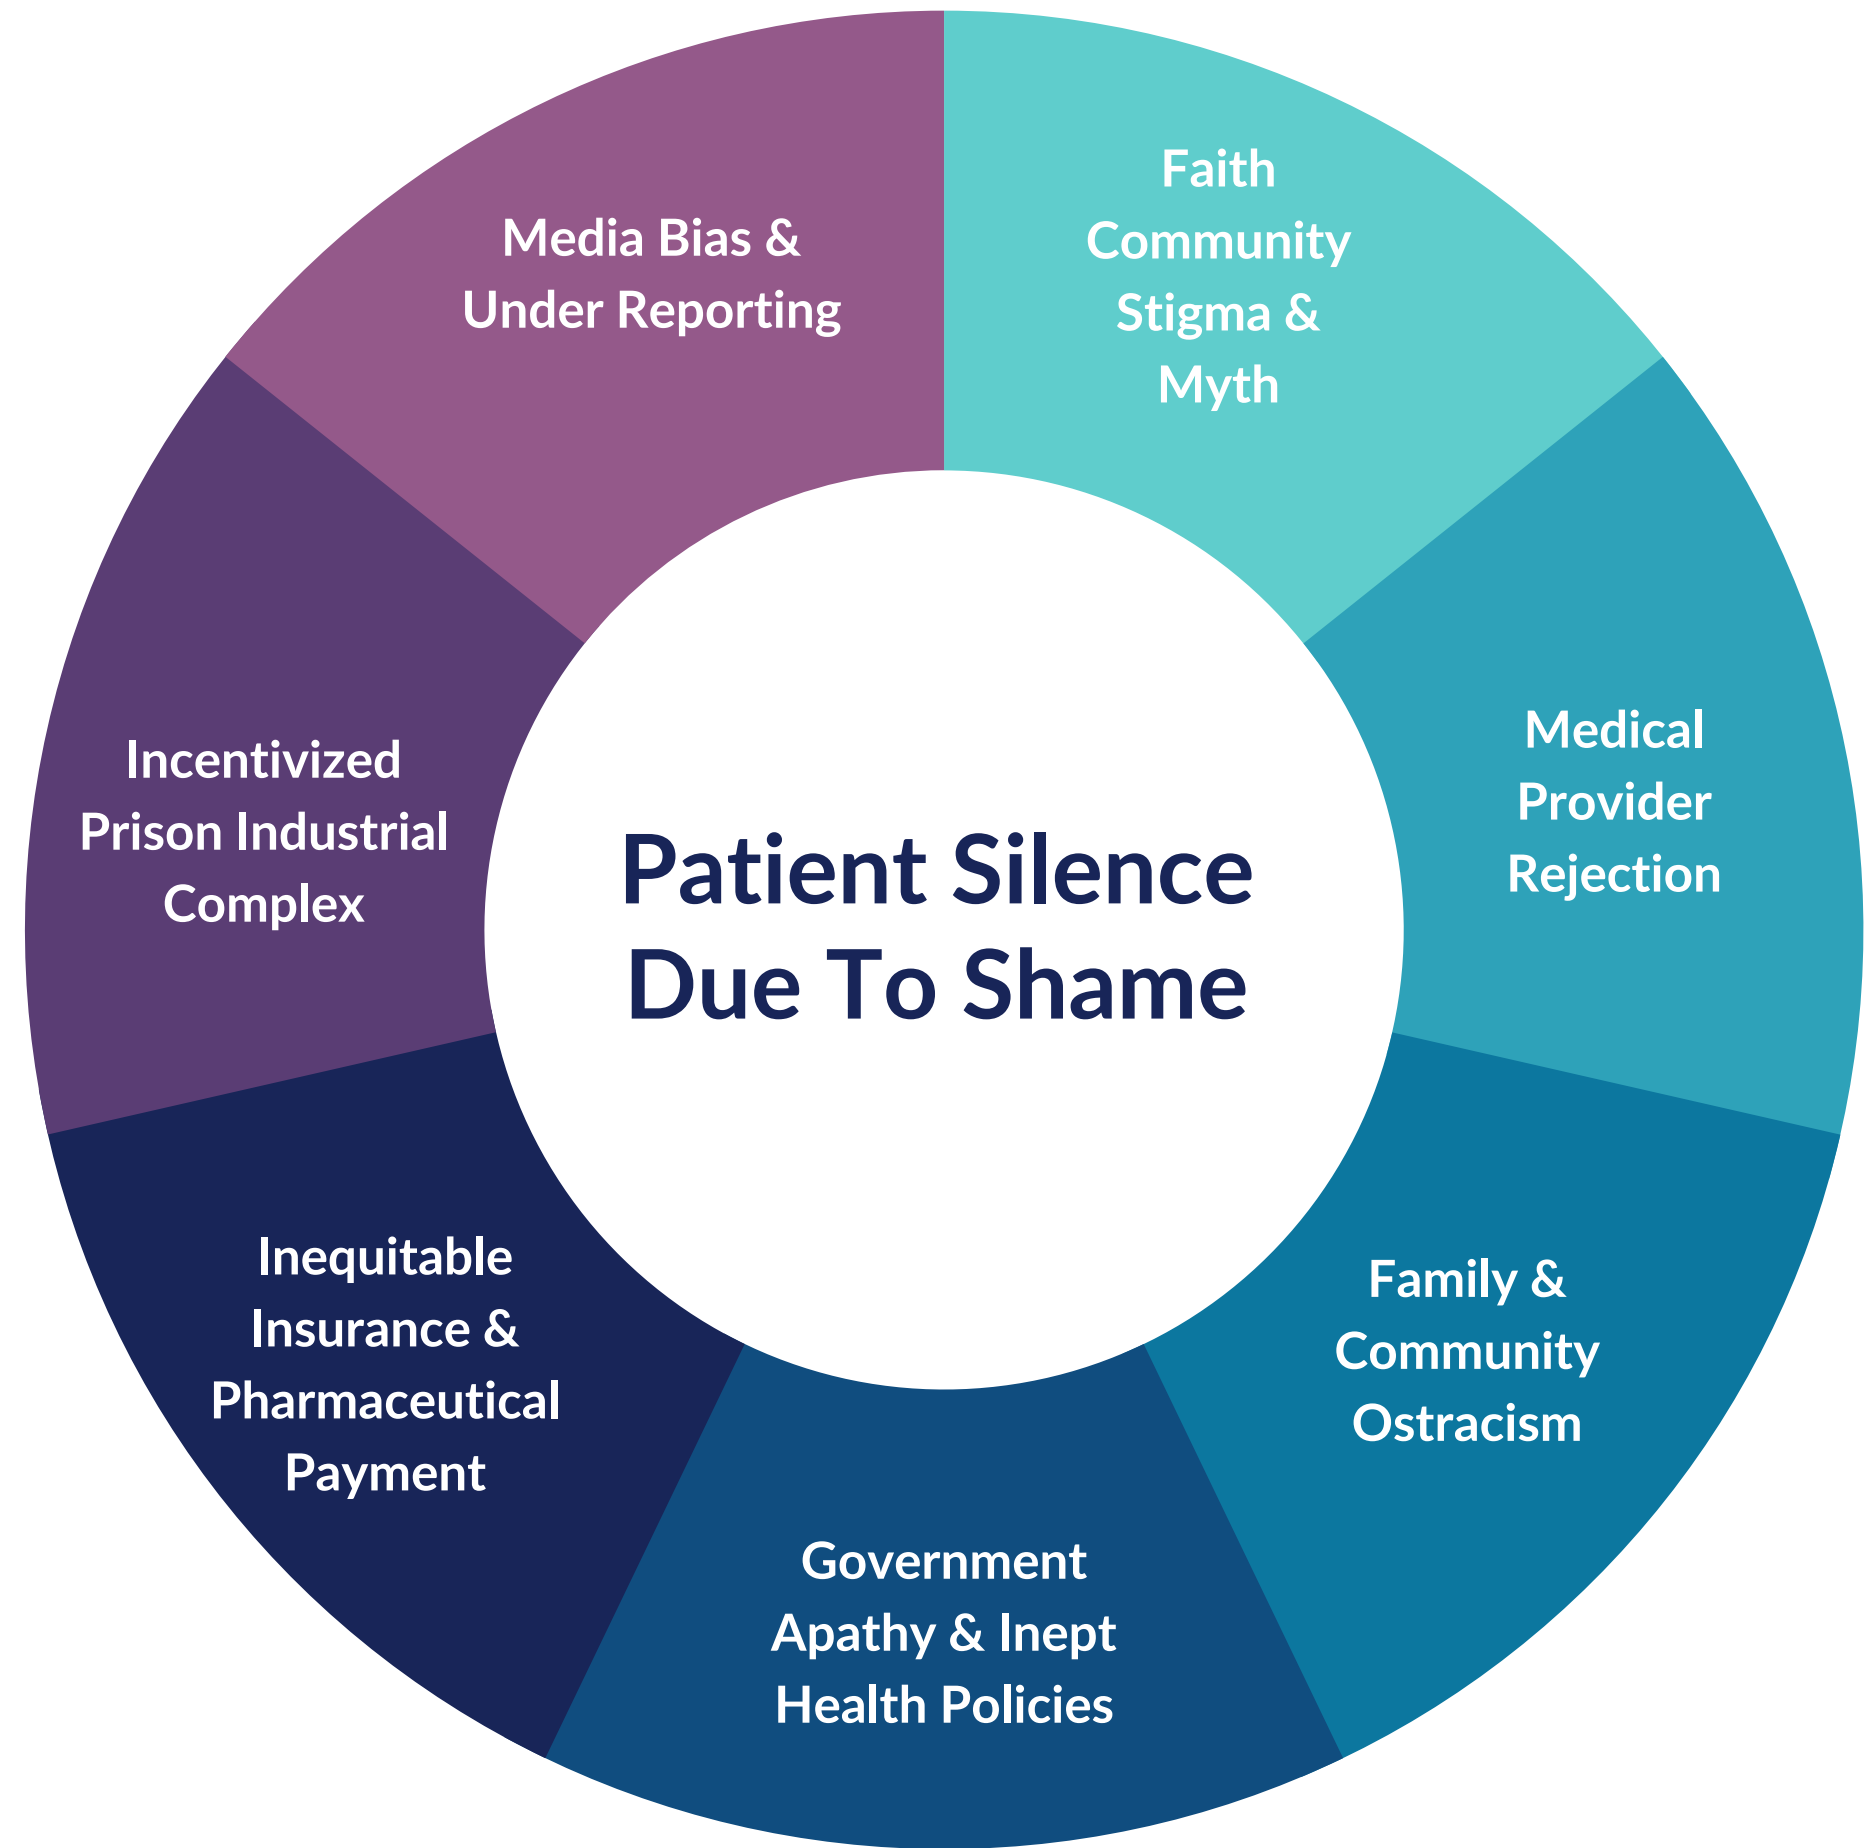 Faith
Community
Stigma &
Myth
Medical
Provider
Rejection
Family &
Community
Ostracism
Government
Apathy & Inept
Health Policies
Inequitable
Insurance &
Pharmaceutical
Payment
Incentivized
Prison Industrial
Complex
Media Bias &
Under Reporting
Patient Silence
Due To Shame